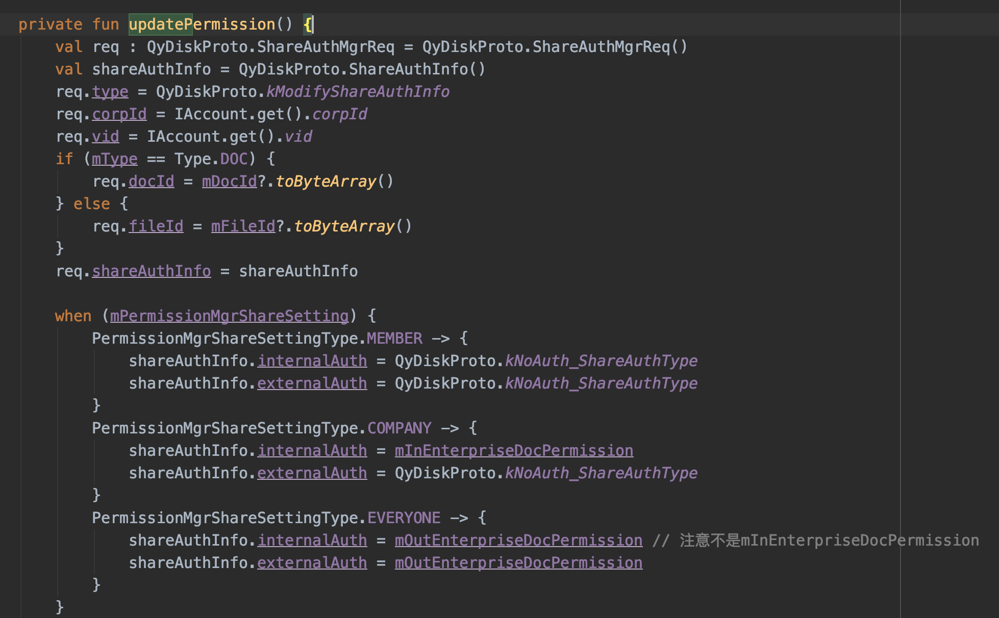 private fun updatePermission() {
val req : QyDiskProto.ShareAuthMgrReq = QyDiskProto.ShareAuthMgrReq()
val shareAuthInfo = QyDiskProto.ShareAuthInfo()
req.type = QyDiskProto.kModifyShareAuthInfo
req.corpId = IAccount.get().corpId
req.vid = IAccount.get().vid
if (mType == Type.DOC) {
req.docId = mDocId?.toByteArray()
} else {
req.fileId = mFileId?.toByteArray()
}
req.shareAuthInfo = shareAuthInfo
when (mPermissionMgrShareSetting) {
PermissionMgrShareSettingType.MEMBER -> {
shareAuthInfo.internalAuth = QyDiskProto.kNoAuth_ShareAuthType
shareAuthInfo.externalAuth = QyDiskProto.kNoAuth_ShareAuthType
}
PermissionMgrShareSettingType.COMPANY -> {
shareAuthInfo.internalAuth = mInEnterpriseDocPermission
shareAuthInfo.externalAuth = QyDiskProto.kNoAuth_ShareAuthType
}
PermissionMgrShareSettingType.EVERYONE -> {
shareAuthInfo.internalAuth = mOutEnterpriseDocPermission // 注意不是mInEnterpriseDocPermission
shareAuthInfo.externalAuth = mOutEnterpriseDocPermission
}
}